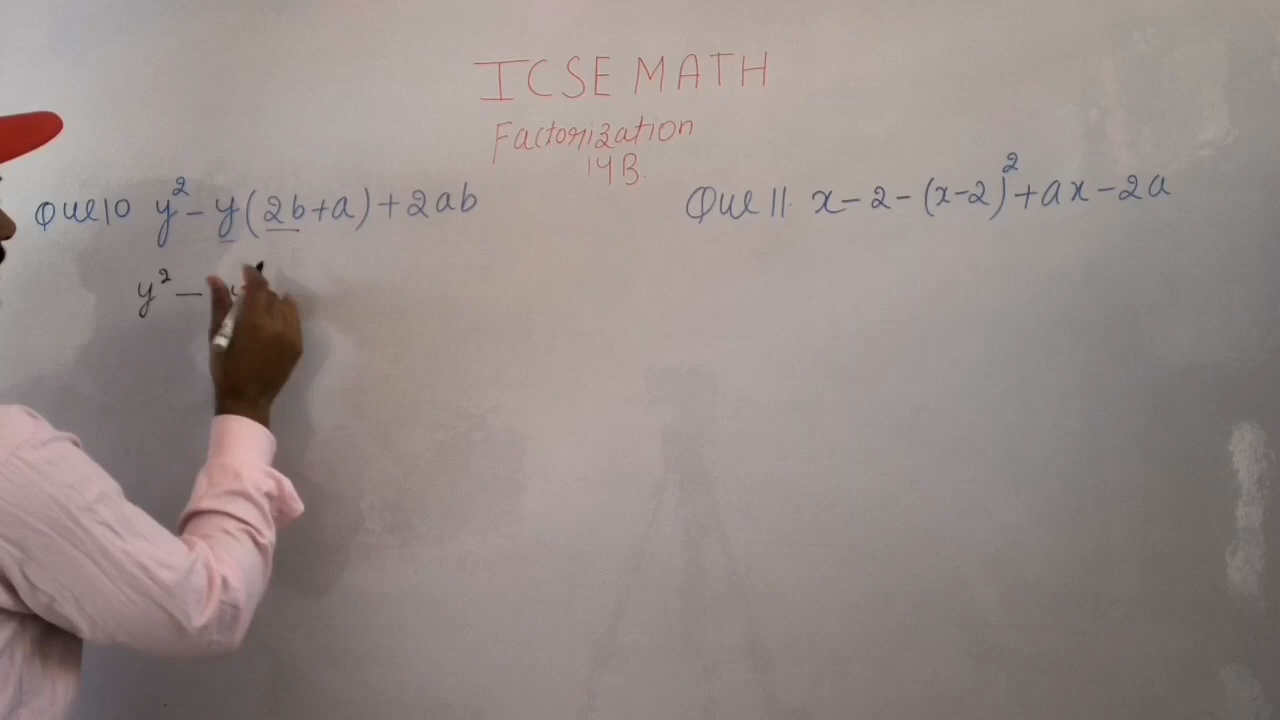 ICSE MATH
Factorization
14B.
Que 10 y² - y(2b+a)+2ab
Que 11. x-2-(x-2)²+ax-2a
y² -